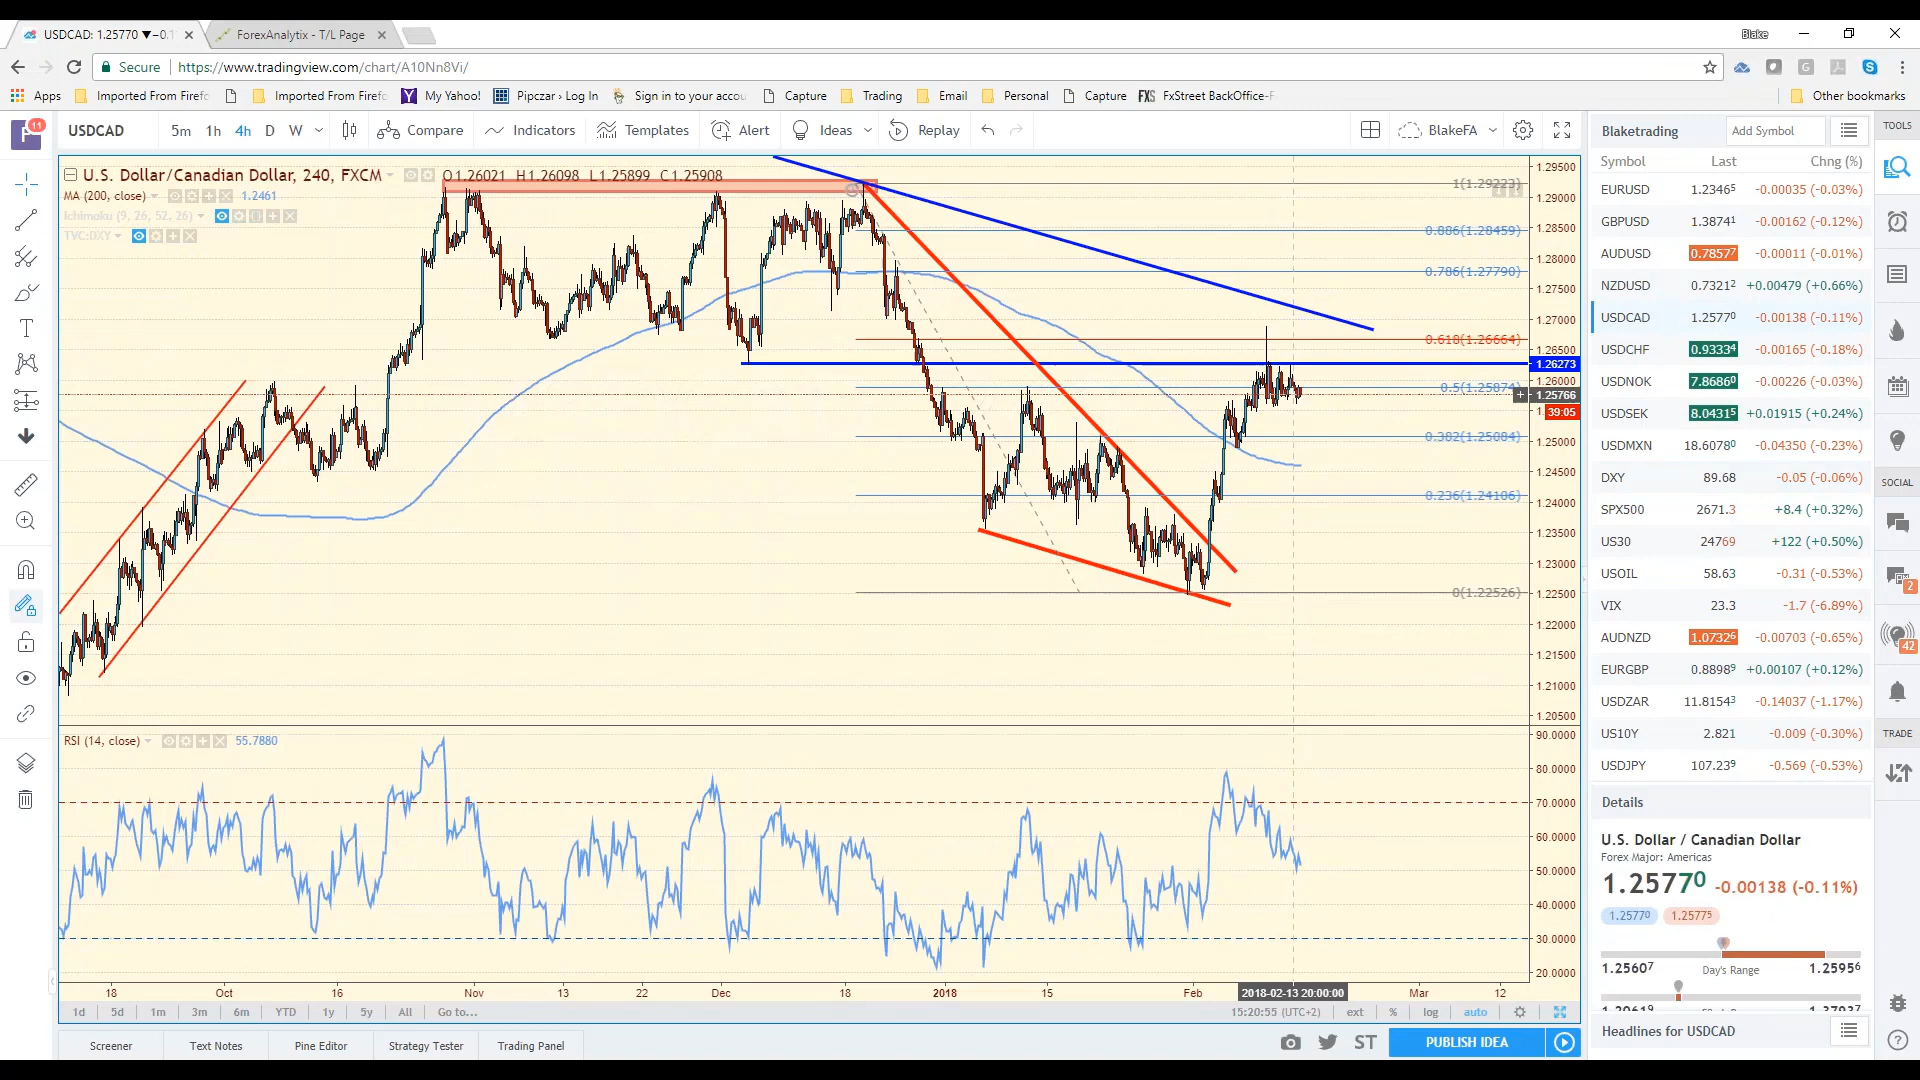 USDCAD: 1.25770 ▼−0.1
ForexAnalytix - T/L Page
Blake
Secure
https://www.tradingview.com/chart/A10Nn8Vi/
Apps
Imported From Firefo
Imported From Firefo
My Yahoo!
Pipczar › Log In
Sign in to your accou
Capture
Trading
Email
Personal
Capture
FXS FxStreet BackOffice-F
Other bookmarks
11
USDCAD
5m 1h 4h D W
Compare
Indicators
Templates
Alert
Ideas
Replay
BlakeFA
U.S. Dollar/Canadian Dollar, 240, FXCM
O1.26021 H1.26098 L1.25899 C1.25908
MA (200, close) 1.2461
Ichimoku (9, 26, 52, 26)
TVC:DXY
1(1.29223)
0.886(1.28459)
0.786(1.27790)
0.618(1.26664)
0.5(1.25874)
0.382(1.25084)
0.236(1.24106)
0(1.22526)
1.29500
1.29000
1.28500
1.28000
1.27500
1.27000
1.26500
1.26273
1.26000
1.25766
39:05
1.25000
1.24500
1.24000
1.23500
1.23000
1.22500
1.22000
1.21500
1.21000
1.20500
RSI (14, close) 55.7880
90.0000
80.0000
70.0000
60.0000
50.0000
40.0000
30.0000
20.0000
18 Oct 16 Nov 13 22 Dec 18 2018 15 Feb 2018-02-13 20:00:00 Mar 12
1d 5d 1m 3m 6m YTD 1y 5y All Go to...
15:20:55 (UTC+2) ext % log auto
Screener
Text Notes
Pine Editor
Strategy Tester
Trading Panel
ST
PUBLISH IDEA
Blaketrading
Add Symbol
Symbol Last Chng (%)
EURUSD 1.23465 -0.00035 (-0.03%)
GBPUSD 1.38741 -0.00162 (-0.12%)
AUDUSD 0.78577 -0.00011 (-0.01%)
NZDUSD 0.73212 +0.00479 (+0.66%)
USDCAD 1.25770 -0.00138 (-0.11%)
USDCHF 0.93334 -0.00165 (-0.18%)
USDNOK 7.86860 -0.00226 (-0.03%)
USDSEK 8.04315 +0.01915 (+0.24%)
USDMXN 18.60780 -0.04350 (-0.23%)
DXY 89.68 -0.05 (-0.06%)
SPX500 2671.3 +8.4 (+0.32%)
US30 24769 +122 (+0.50%)
USOIL 58.63 -0.31 (-0.53%)
VIX 23.3 -1.7 (-6.89%)
AUDNZD 1.07326 -0.00703 (-0.65%)
EURGBP 0.88989 +0.00107 (+0.12%)
USDZAR 11.81543 -0.14037 (-1.17%)
US10Y 2.821 -0.009 (-0.30%)
USDJPY 107.239 -0.569 (-0.53%)
Details
U.S. Dollar / Canadian Dollar
Forex Major: Americas
1.25770 -0.00138 (-0.11%)
1.25770 1.25775
1.25607 Day's Range 1.25956
Headlines for USDCAD
TOOLS
SOCIAL
2
42
TRADE